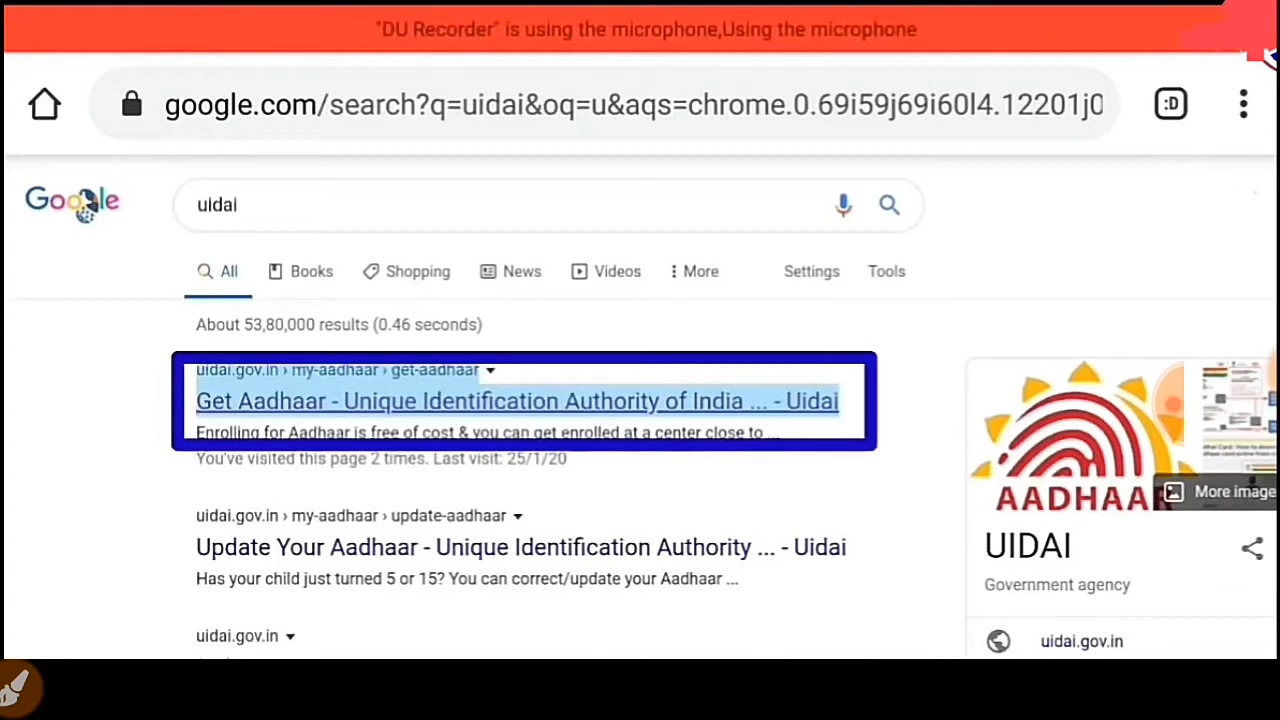 "DU Recorder" is using the microphone,Using the microphone
google.com/search?q=uidai&oq=u&aqs=chrome.0.69i59j69i60l4.12201j0
:D
Google
uidai
All Books Shopping News Videos More Settings Tools
About 53,80,000 results (0.46 seconds)
uidai.gov.in › my-aadhaar › get-aadhaar
Get Aadhaar - Unique Identification Authority of India ... - Uidai
Enrolling for Aadhaar is free of cost & you can get enrolled at a center close to ...
You've visited this page 2 times. Last visit: 25/1/20
uidai.gov.in › my-aadhaar › update-aadhaar
Update Your Aadhaar - Unique Identification Authority ... - Uidai
Has your child just turned 5 or 15? You can correct/update your Aadhaar ...
uidai.gov.in
AADHAAR
More image
UIDAI
Government agency
uidai.gov.in